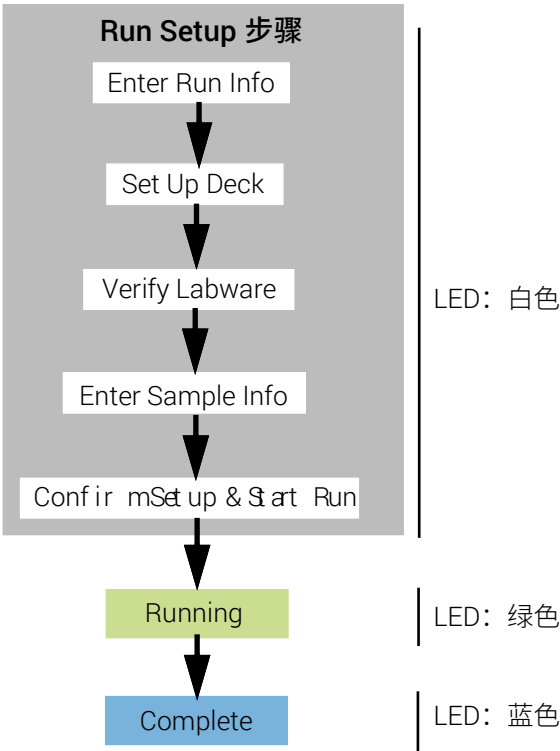 Run Setup 步骤
Enter Run Info
Set Up Deck
Verify Labware
Enter Sample Info
Confirm Setup & Start Run
LED：白色
Running
LED：绿色
Complete
LED：蓝色